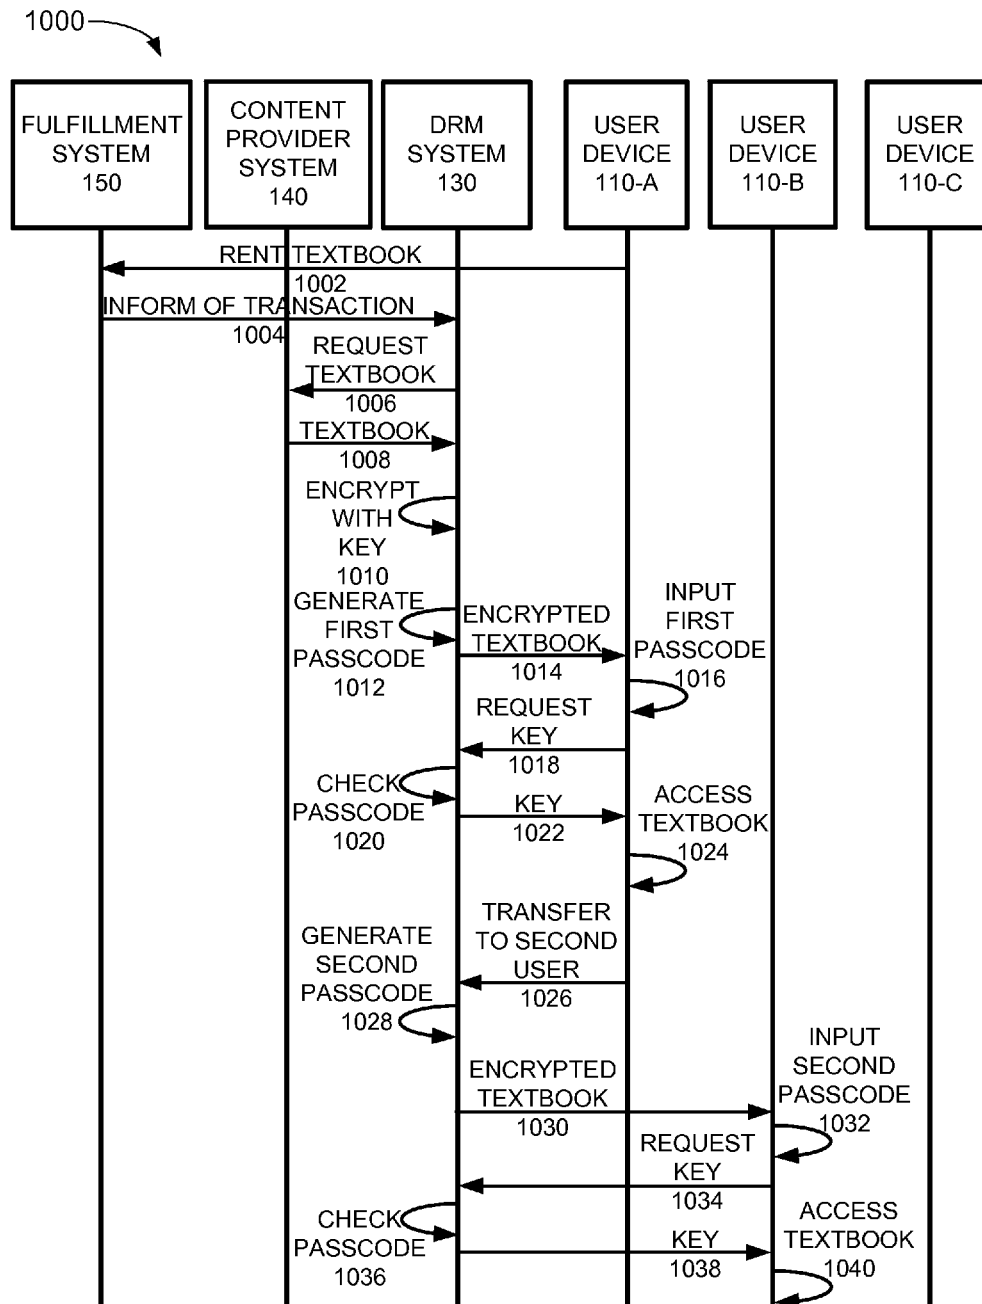 1000
FULFILLMENT
SYSTEM
150
CONTENT
PROVIDER
SYSTEM
140
DRM
SYSTEM
130
USER
DEVICE
110-A
USER
DEVICE
110-B
USER
DEVICE
110-C
RENT TEXTBOOK
1002
INFORM OF TRANSACTION
1004
REQUEST
TEXTBOOK
1006
TEXTBOOK
1008
ENCRYPT
WITH
KEY
1010
GENERATE
FIRST
PASSCODE
1012
ENCRYPTED
TEXTBOOK
1014
INPUT
FIRST
PASSCODE
1016
REQUEST
KEY
1018
CHECK
PASSCODE
1020
KEY
1022
ACCESS
TEXTBOOK
1024
TRANSFER
TO SECOND
USER
1026
GENERATE
SECOND
PASSCODE
1028
ENCRYPTED
TEXTBOOK
1030
INPUT
SECOND
PASSCODE
1032
REQUEST
KEY
1034
CHECK
PASSCODE
1036
KEY
1038
ACCESS
TEXTBOOK
1040